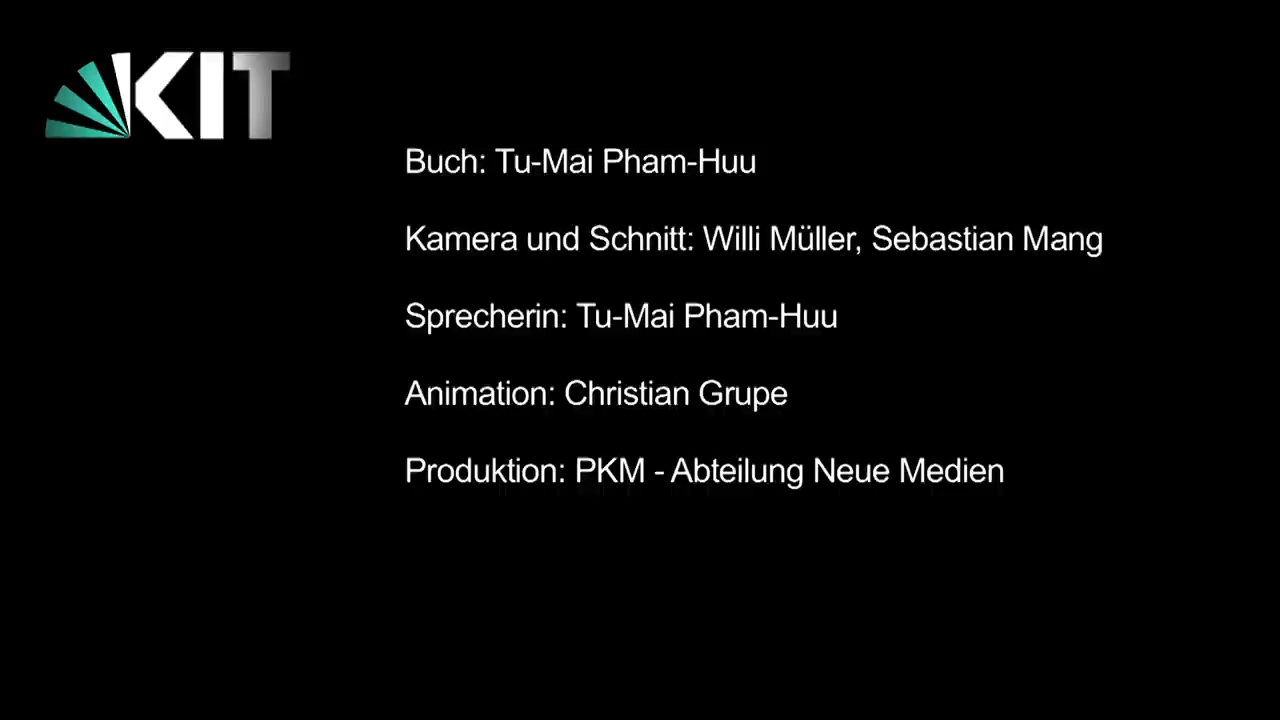 KIT
Buch: Tu-Mai Pham-Huu
Kamera und Schnitt: Willi Müller, Sebastian Mang
Sprecherin: Tu-Mai Pham-Huu
Animation: Christian Grupe
Produktion: PKM - Abteilung Neue Medien